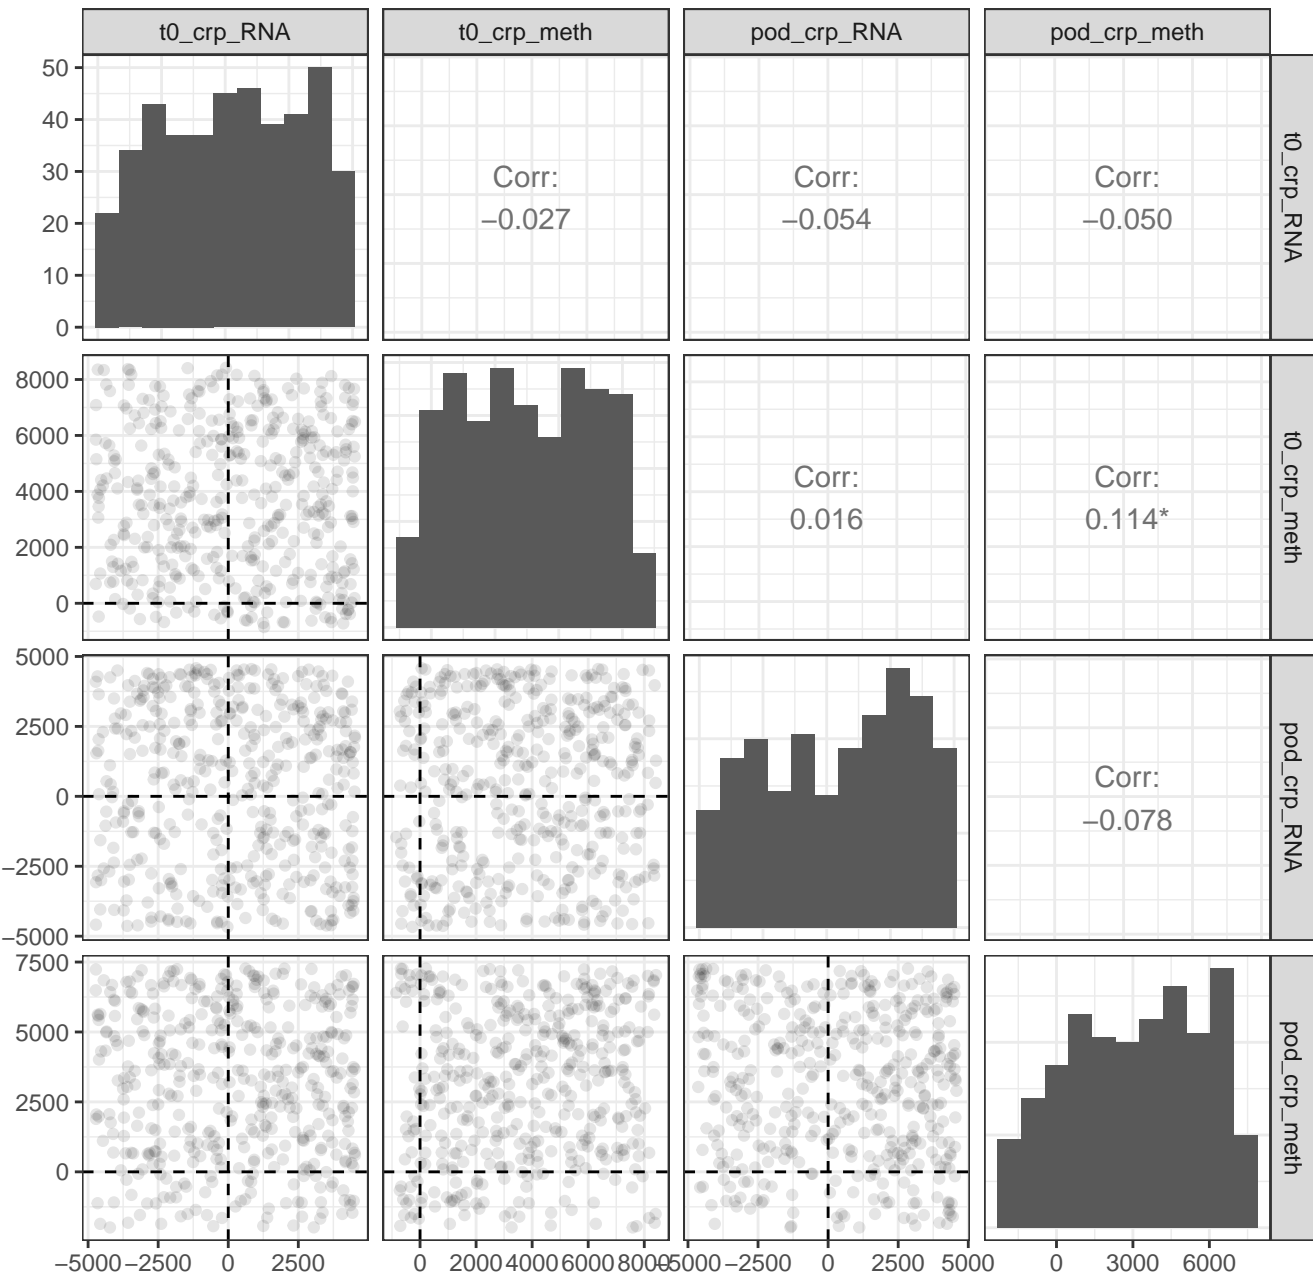 t0_crp_RNA t0_crp_meth pod_crp_RNA pod_crp_meth
50
40
30
20
10
0
Corr:
−0.027
Corr:
−0.054
Corr:
−0.050
t0_crp_RNA
8000
6000
4000
2000
0
Corr:
0.016
Corr:
0.114*
t0_crp_meth
5000
2500
0
−2500
−5000
Corr:
−0.078
pod_crp_RNA
7500
5000
2500
0
pod_crp_meth
−5000 −2500 0 2500 0 2000 4000 6000 8000 −5000 −2500 0 2500 5000 0 3000 6000